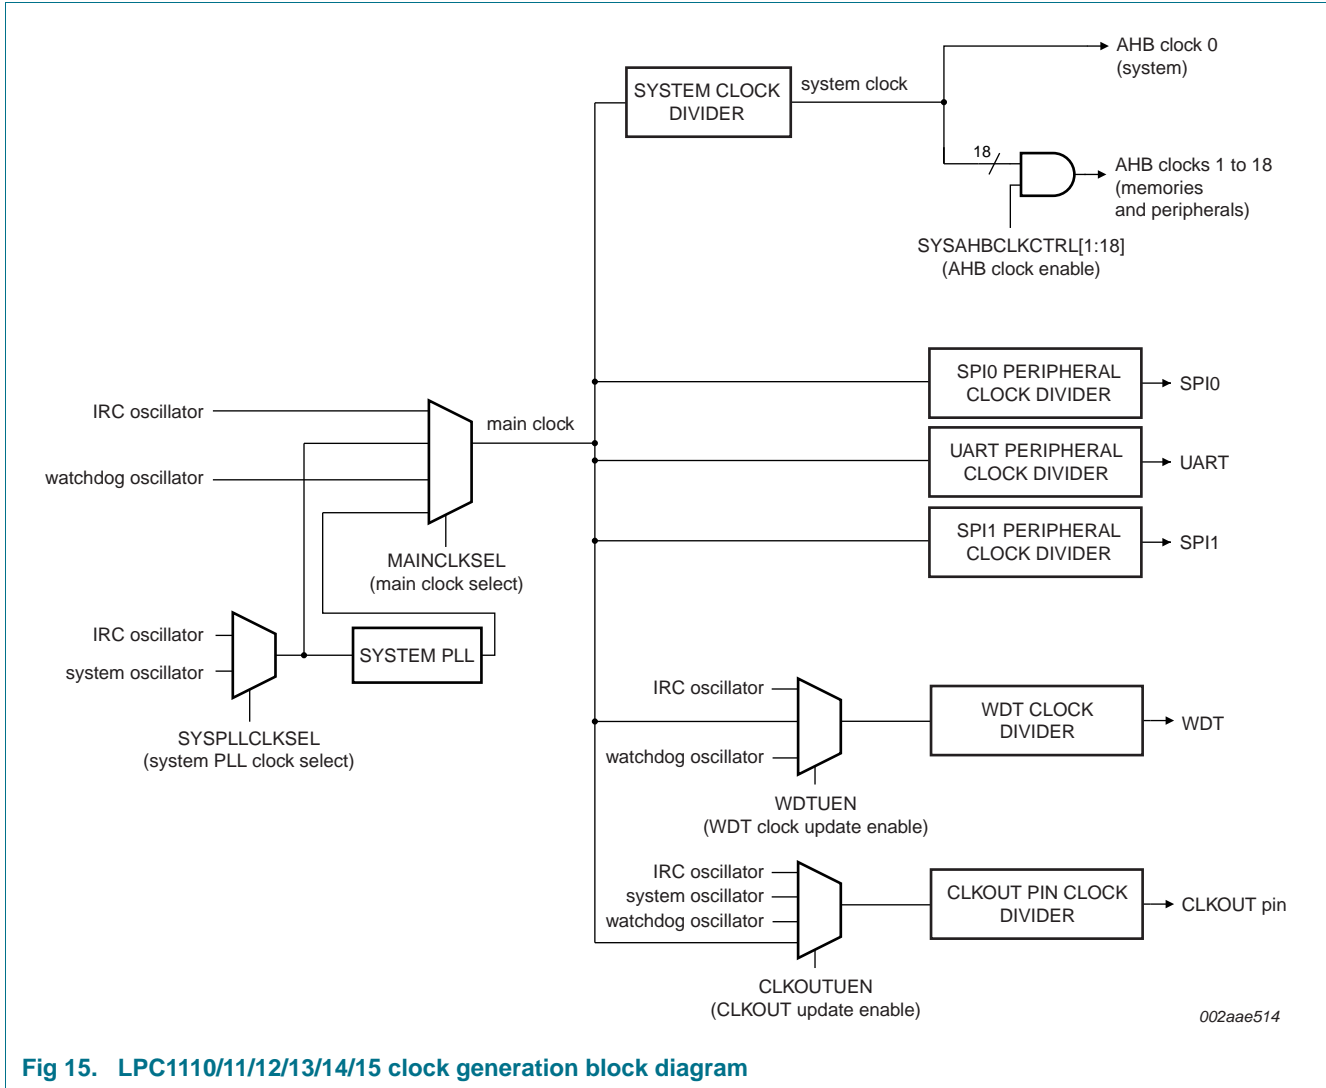 AHB clock 0
(system)
SYSTEM CLOCK
DIVIDER
system clock
18
AHB clocks 1 to 18
(memories
and peripherals)
SYSAHBCLKCTRL[1:18]
(AHB clock enable)
SPI0 PERIPHERAL
CLOCK DIVIDER
SPI0
IRC oscillator
main clock
UART PERIPHERAL
CLOCK DIVIDER
UART
watchdog oscillator
SPI1 PERIPHERAL
CLOCK DIVIDER
SPI1
MAINCLKSEL
(main clock select)
IRC oscillator
system oscillator
SYSTEM PLL
SYSPLLCLKSEL
(system PLL clock select)
IRC oscillator
watchdog oscillator
WDT CLOCK
DIVIDER
WDT
WDTUEN
(WDT clock update enable)
IRC oscillator
system oscillator
watchdog oscillator
CLKOUT PIN CLOCK
DIVIDER
CLKOUT pin
CLKOUTUEN
(CLKOUT update enable)
002aae514
Fig 15. LPC1110/11/12/13/14/15 clock generation block diagram